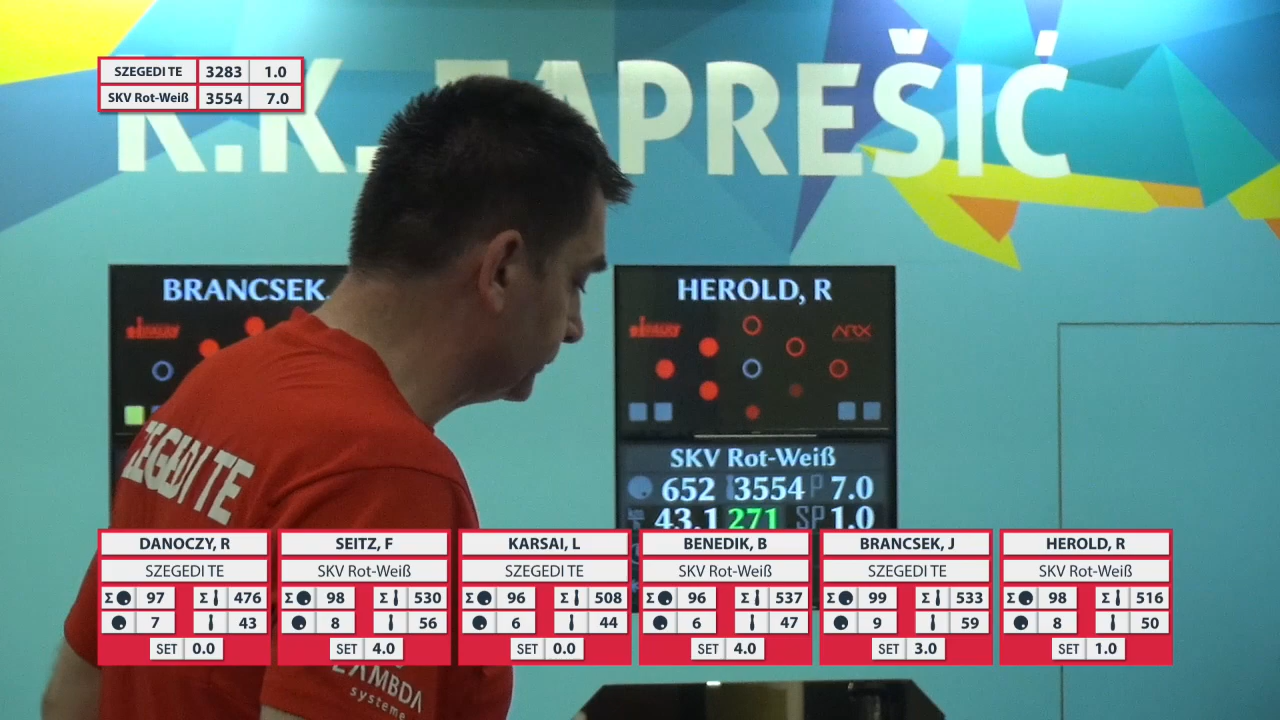 SZEGEDI TE 3283 1.0
SKV Rot-Weiß 3554 7.0
K.K. ZAPREŠIĆ
BRANCSEK,
HEROLD, R
SKV Rot-Weiß
652 3554 P 7.0
43.1 271 SP 1.0
SZEGEDI TE
DANOCZY, R
SZEGEDI TE
Σ 97 Σ 476
7 43
SET 0.0
SEITZ, F
SKV Rot-Weiß
Σ 98 Σ 530
8 56
SET 4.0
KARSAI, L
SZEGEDI TE
Σ 96 Σ 508
6 44
SET 0.0
BENEDIK, B
SKV Rot-Weiß
Σ 96 Σ 537
6 47
SET 4.0
BRANCSEK, J
SZEGEDI TE
Σ 99 Σ 533
9 59
SET 3.0
HEROLD, R
SKV Rot-Weiß
Σ 98 Σ 516
8 50
SET 1.0
LAMBDA
systeme